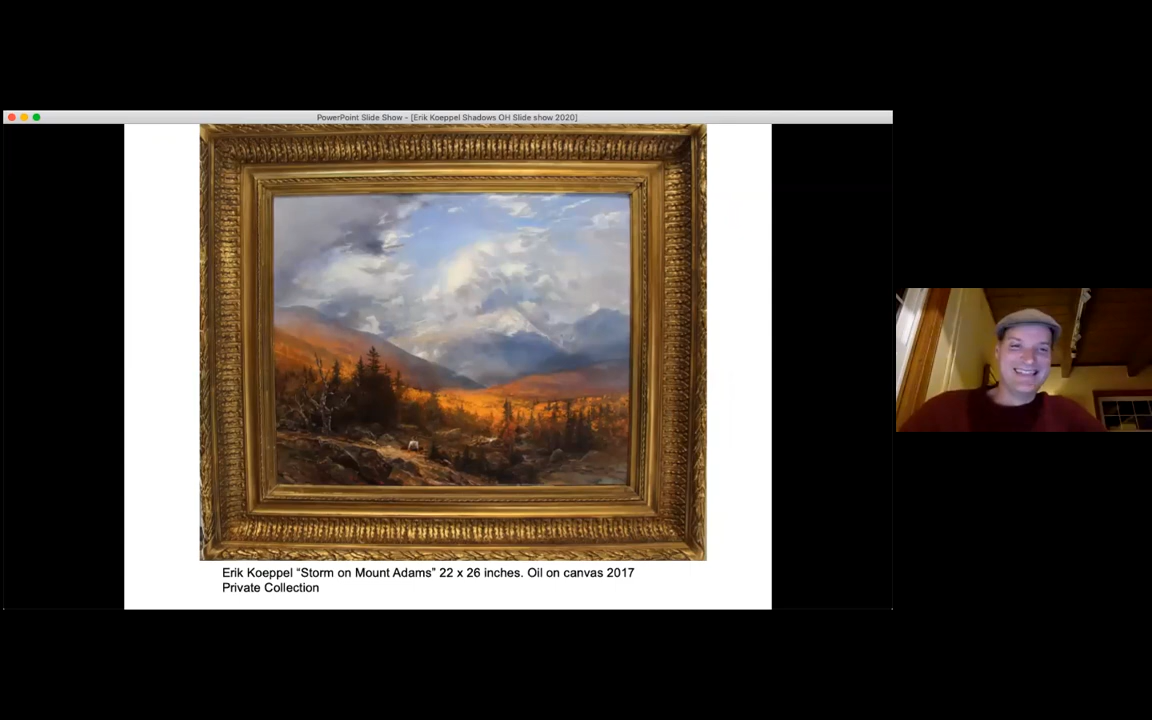 PowerPoint Slide Show - [Erik Koeppel Shadows OH Slide show 2020]
Erik Koeppel “Storm on Mount Adams” 22 x 26 inches. Oil on canvas 2017
Private Collection